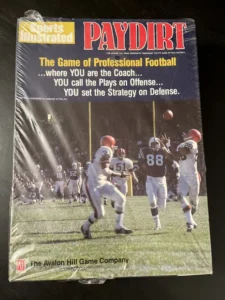 Sports
Illustrated
PAYDIRT
The Game of Professional Football
...where YOU are the Coach...
YOU call the Plays on Offense...
YOU set the Strategy on Defense.
51
88
The Avalon Hill Game Company